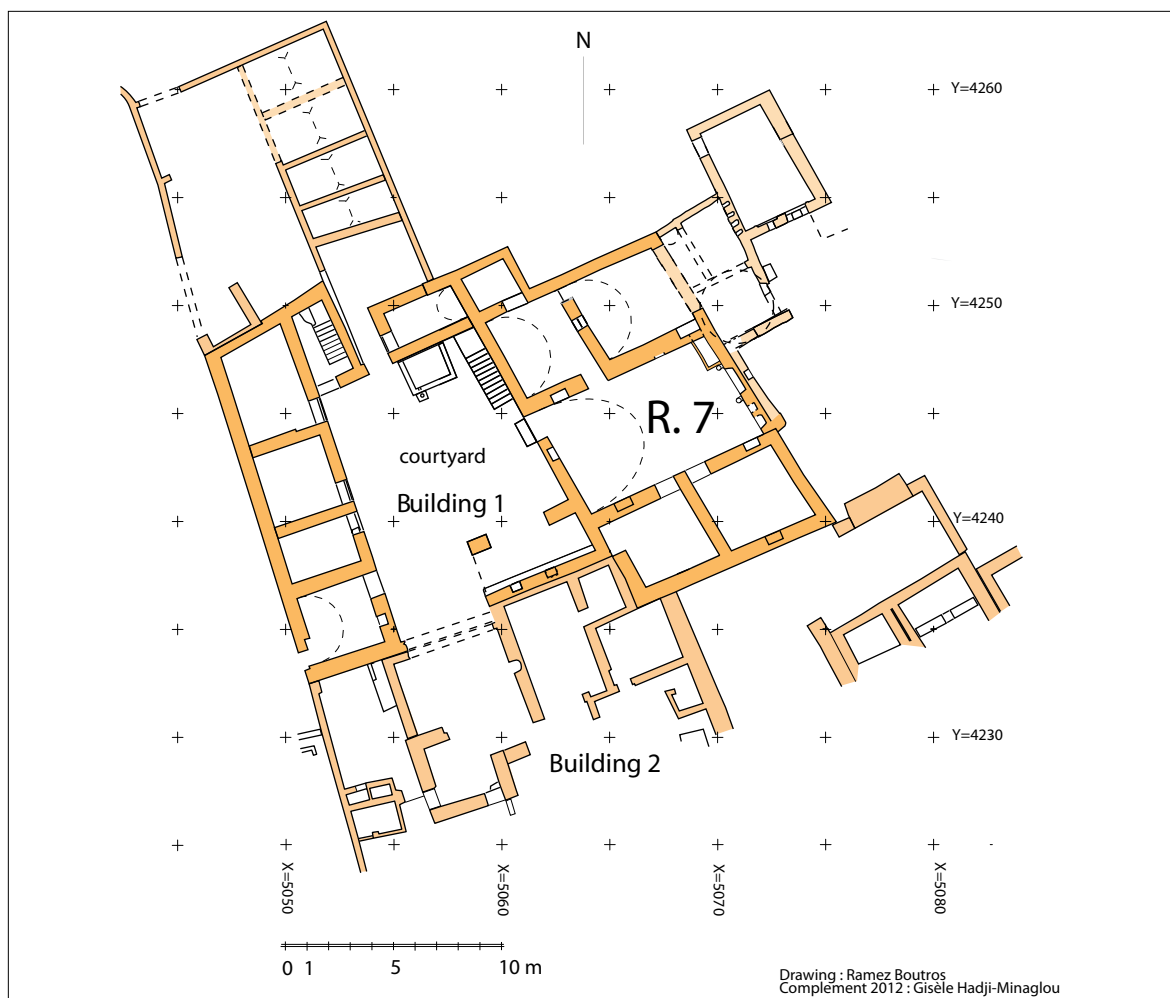 N
Y=4260
Y=4250
R. 7
courtyard
Building 1
Y=4240
Y=4230
Building 2
X=5050
X=5060
X=5070
X=5080
0 1 5 10 m
Drawing : Ramez Boutros
Complement 2012 : Gisèle Hadji-Minaglou